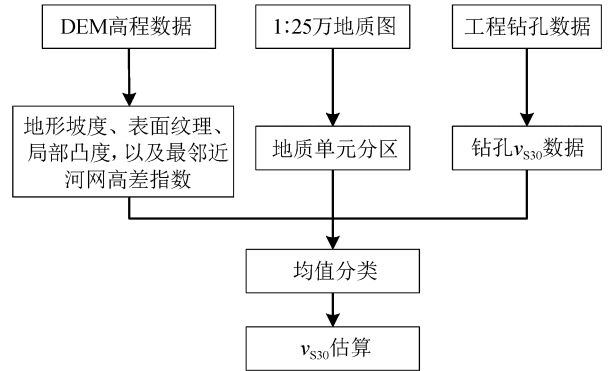 DEM高程数据
1∶25万地质图
工程钻孔数据
地形坡度、表面纹理、
局部凸度，以及最邻近
河网高差指数
地质单元分区
钻孔vS30数据
均值分类
vS30估算